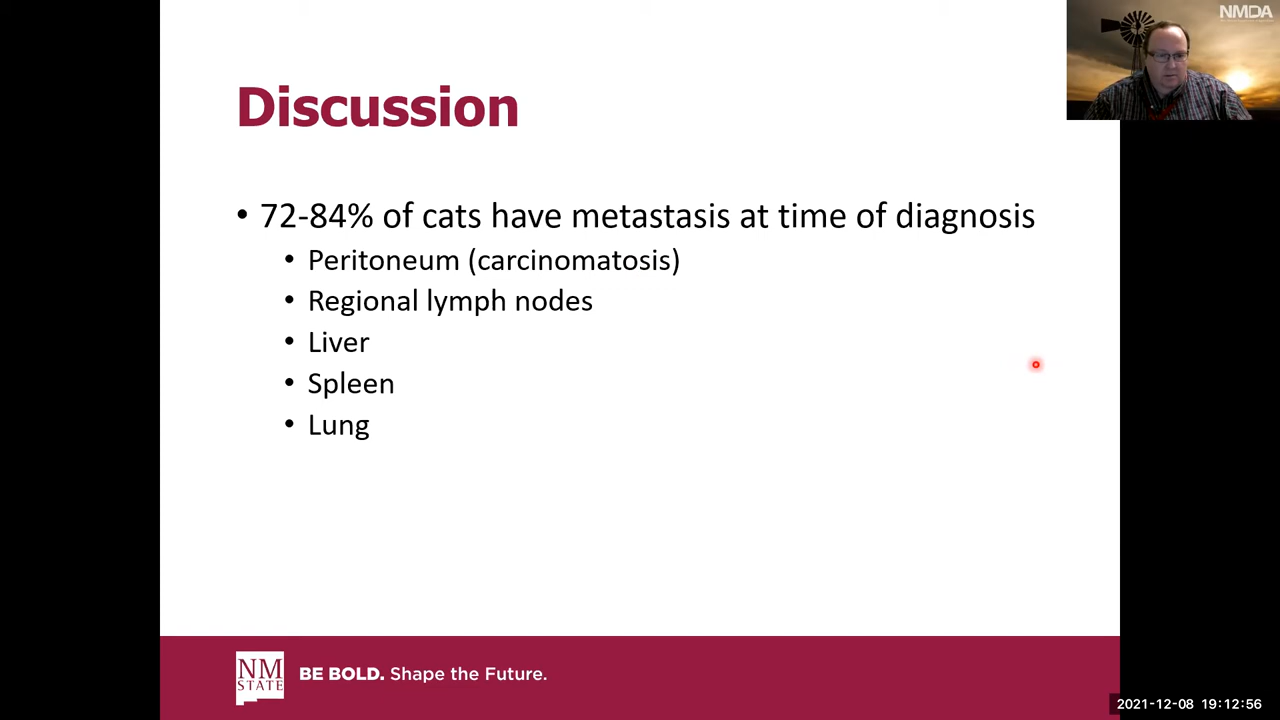 NMDA
Discussion
• 72-84% of cats have metastasis at time of diagnosis
• Peritoneum (carcinomatosis)
• Regional lymph nodes
• Liver
• Spleen
• Lung
NM
STATE
BE BOLD. Shape the Future.
2021-12-08 19:12:56